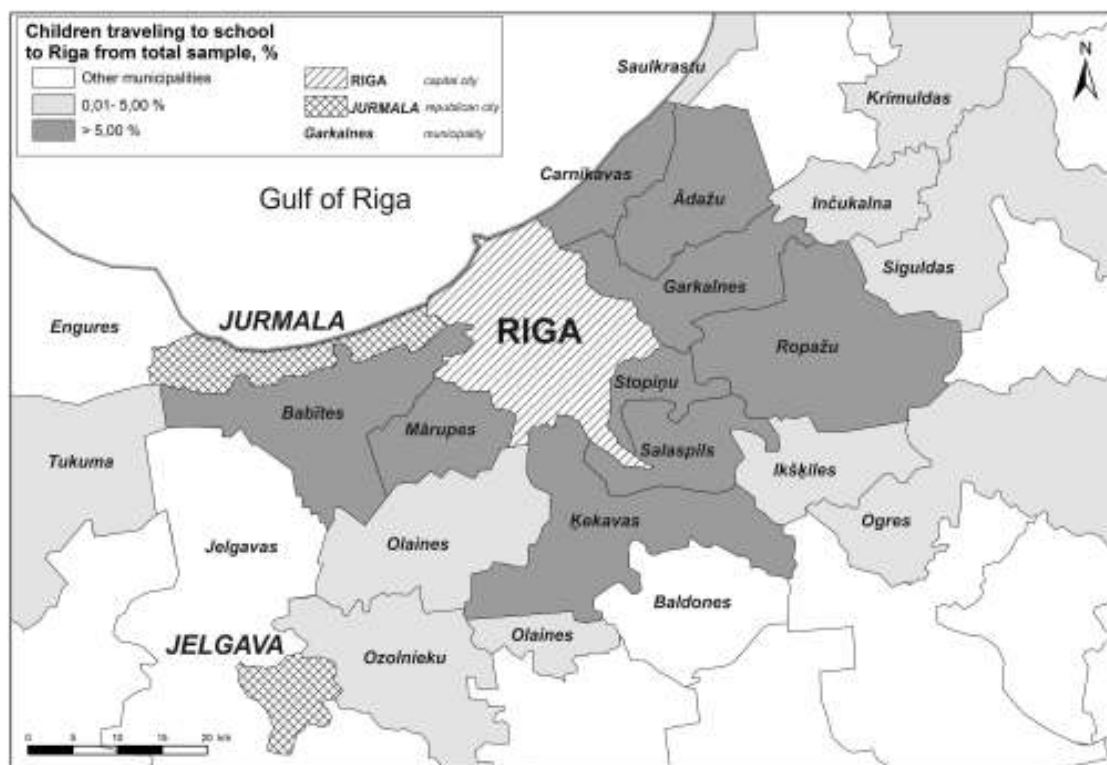 Children traveling to school
to Riga from total sample, %
Other municipalities
0,01- 5,00 %
> 5,00 %
RIGA capital city
JURMALA republican city
Garkalnes municipality
N
Saulkrastu
Krimuldas
Carnikavas
Gulf of Riga
Ādažu
Inčukalna
Garkalnes
Siguldas
Engures
JURMALA
RIGA
Ropažu
Stopiņu
Babītes
Mārupes
Salaspils
Tukuma
Ikšķiles
Ķekavas
Ogres
Jelgavas
Olaines
Baldones
Olaines
JELGAVA
Ozolnieku
0 5 10 15 20 km